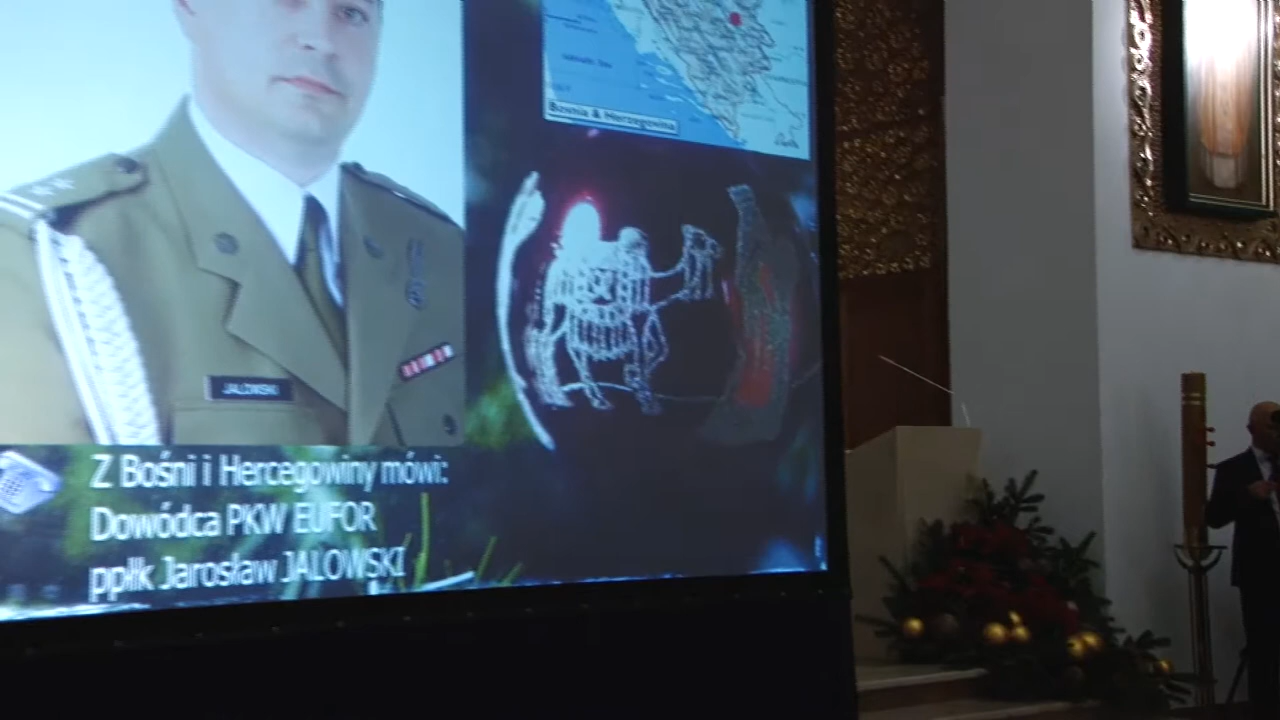 Bosnia & Herzegovina
JALOWSKI
Z Bośni i Hercegowiny mówi:
Dowódca PKW EUFOR
ppłk Jarosław JALOWSKI